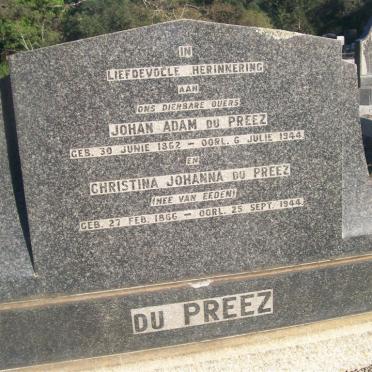 IN
LIEFDEVOLLE HERINNERING
AAN
ONS DIERBARE OUERS
JOHAN ADAM DU PREEZ
GEB. 30 JUNIE 1862 – OORL. 6 JULIE 1944
EN
CHRISTINA JOHANNA DU PREEZ
(NEE VAN EEDEN)
GEB. 27 FEB. 1866 – OORL. 25 SEPT. 1944.
DU PREEZ